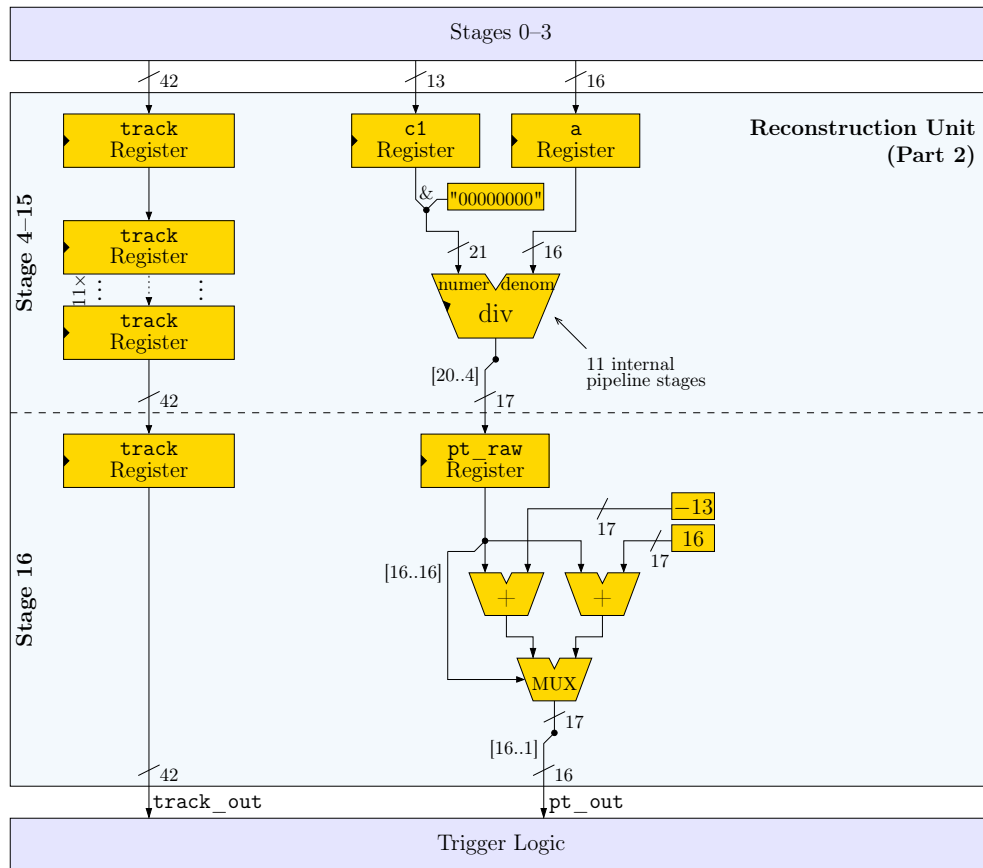 Stages 0–3
42
13
16
track
Register
c1
Register
a
Register
Reconstruction Unit
(Part 2)
&
"00000000"
Stage 4–15
track
Register
21
16
11×
numer
denom
div
track
Register
11 internal
pipeline stages
[20..4]
42
17
track
Register
pt_raw
Register
−13
17
16
17
[16..16]
+
+
Stage 16
MUX
17
[16..1]
42
16
track_out
pt_out
Trigger Logic